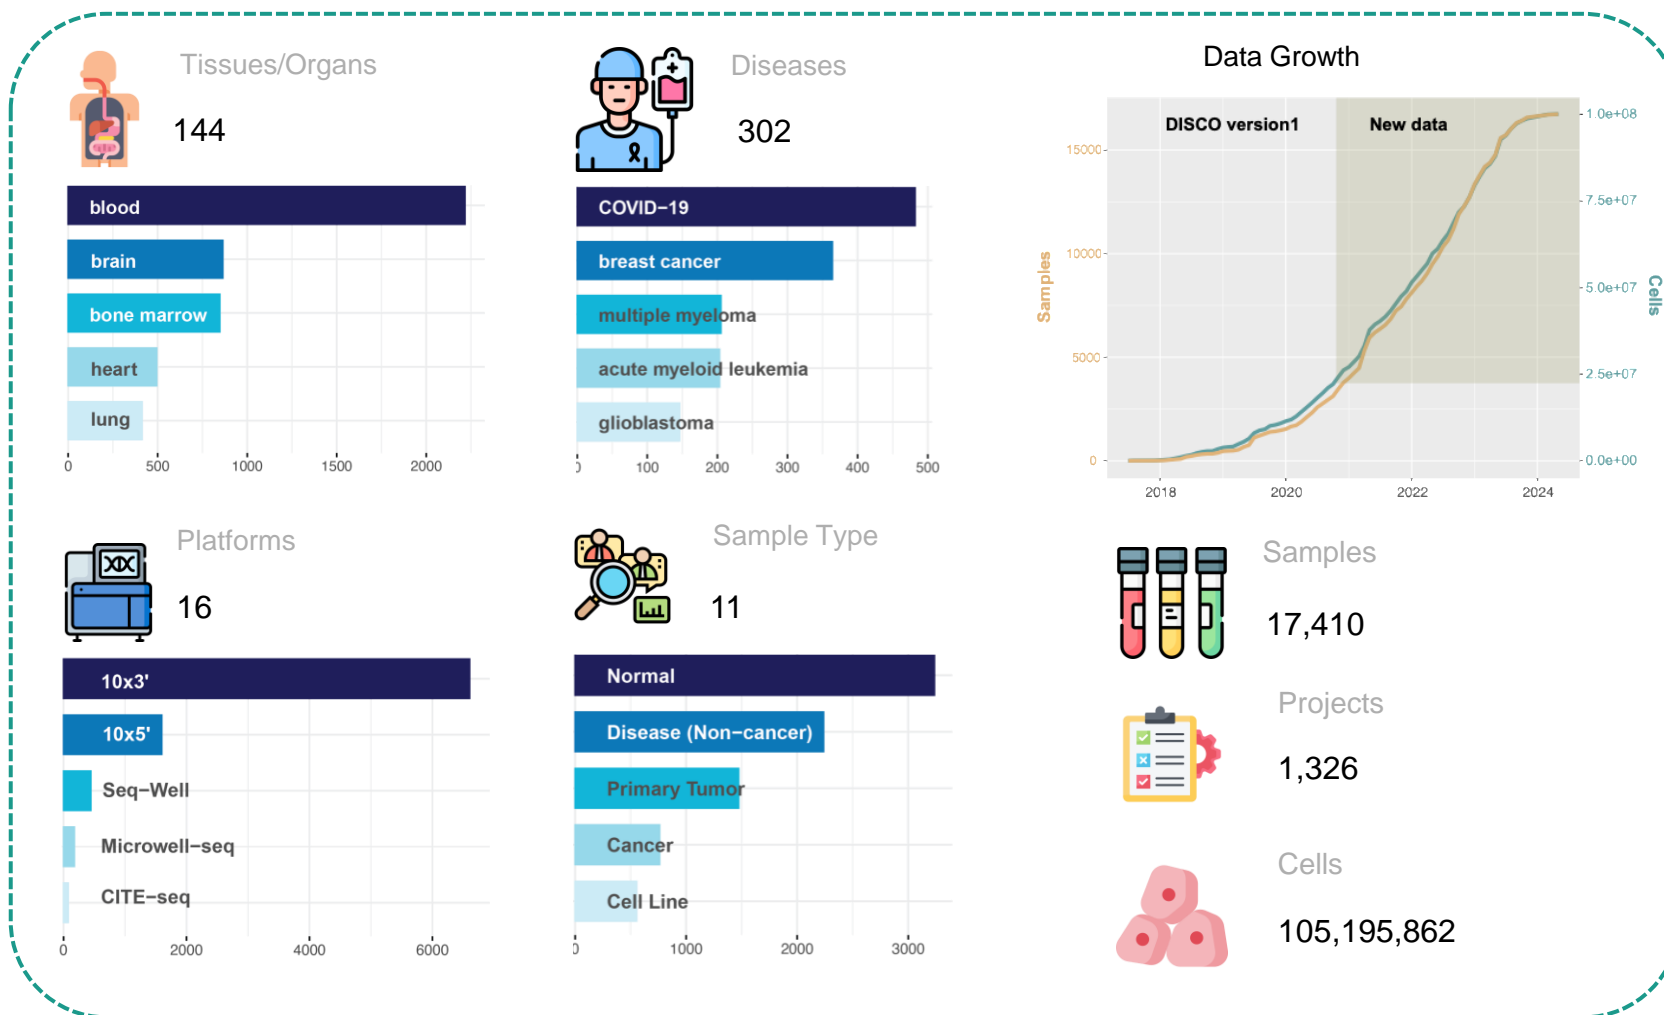 Tissues/Organs
144
blood
brain
bone marrow
heart
lung
0 500 1000 1500 2000
Diseases
302
COVID−19
breast cancer
multiple myeloma
acute myeloid leukemia
glioblastoma
0 100 200 300 400 500
Data Growth
DISCO version1 New data
Samples
15000
10000
5000
0
1.0e+08
7.5e+07
5.0e+07
2.5e+07
0.0e+00
Cells
2018 2020 2022 2024
Platforms
16
10x3'
10x5'
Seq−Well
Microwell−seq
CITE−seq
0 2000 4000 6000
Sample Type
11
Normal
Disease (Non−cancer)
Primary Tumor
Cancer
Cell Line
0 1000 2000 3000
Samples
17,410
Projects
1,326
Cells
105,195,862